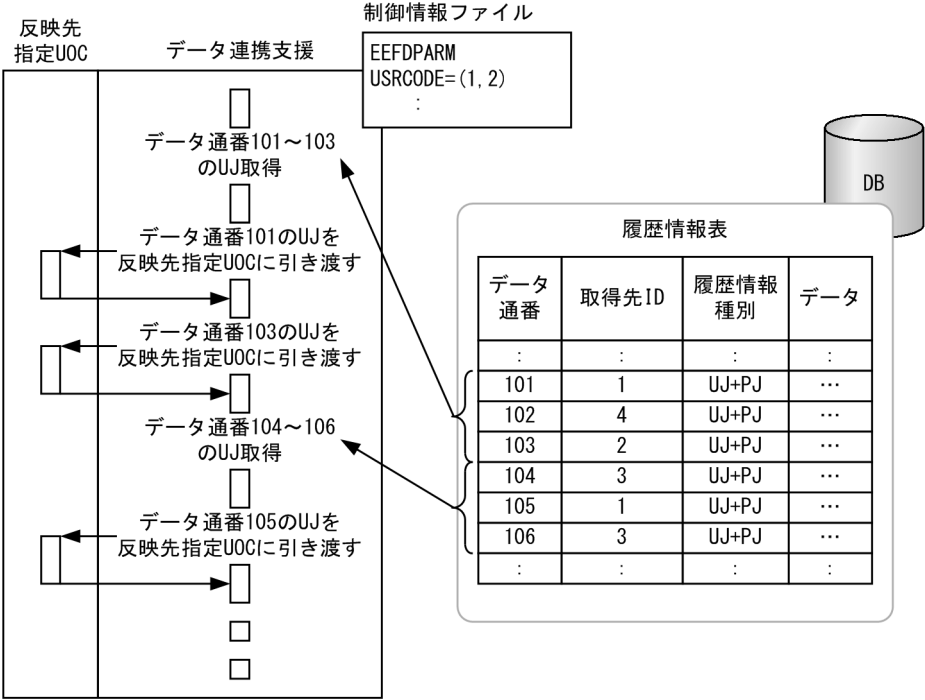 制御情報ファイル
反映先
指定UOC
データ連携支援
EEFDPARM
USRCODE=(1,2)
:
データ通番101～103
のUJ取得
データ通番101のUJを
反映先指定UOCに引き渡す
データ通番103のUJを
反映先指定UOCに引き渡す
データ通番104～106
のUJ取得
データ通番105のUJを
反映先指定UOCに引き渡す
DB
履歴情報表
データ
通番 取得先ID 履歴情報
種別 データ
: : : :
101 1 UJ+PJ …
102 4 UJ+PJ …
103 2 UJ+PJ …
104 3 UJ+PJ …
105 1 UJ+PJ …
106 3 UJ+PJ …
: : : :